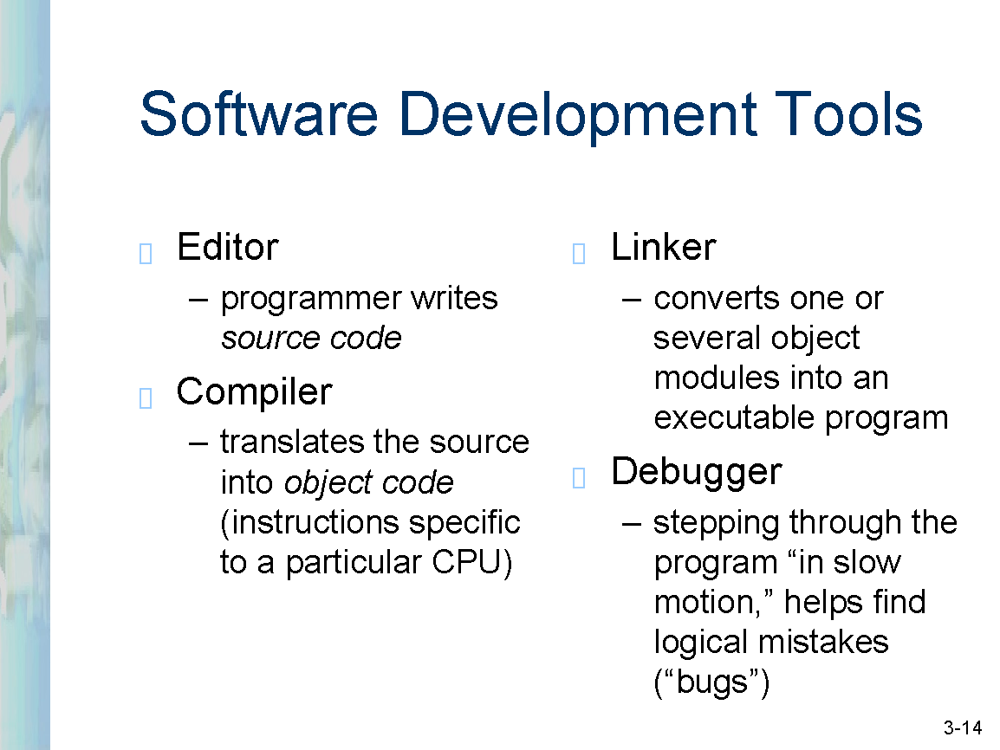 Software Development Tools
Editor
– programmer writes
source code
Compiler
– translates the source
into object code
(instructions specific
to a particular CPU)
Linker
– converts one or
several object
modules into an
executable program
Debugger
– stepping through the
program “in slow
motion,” helps find
logical mistakes
(“bugs”)
3-14